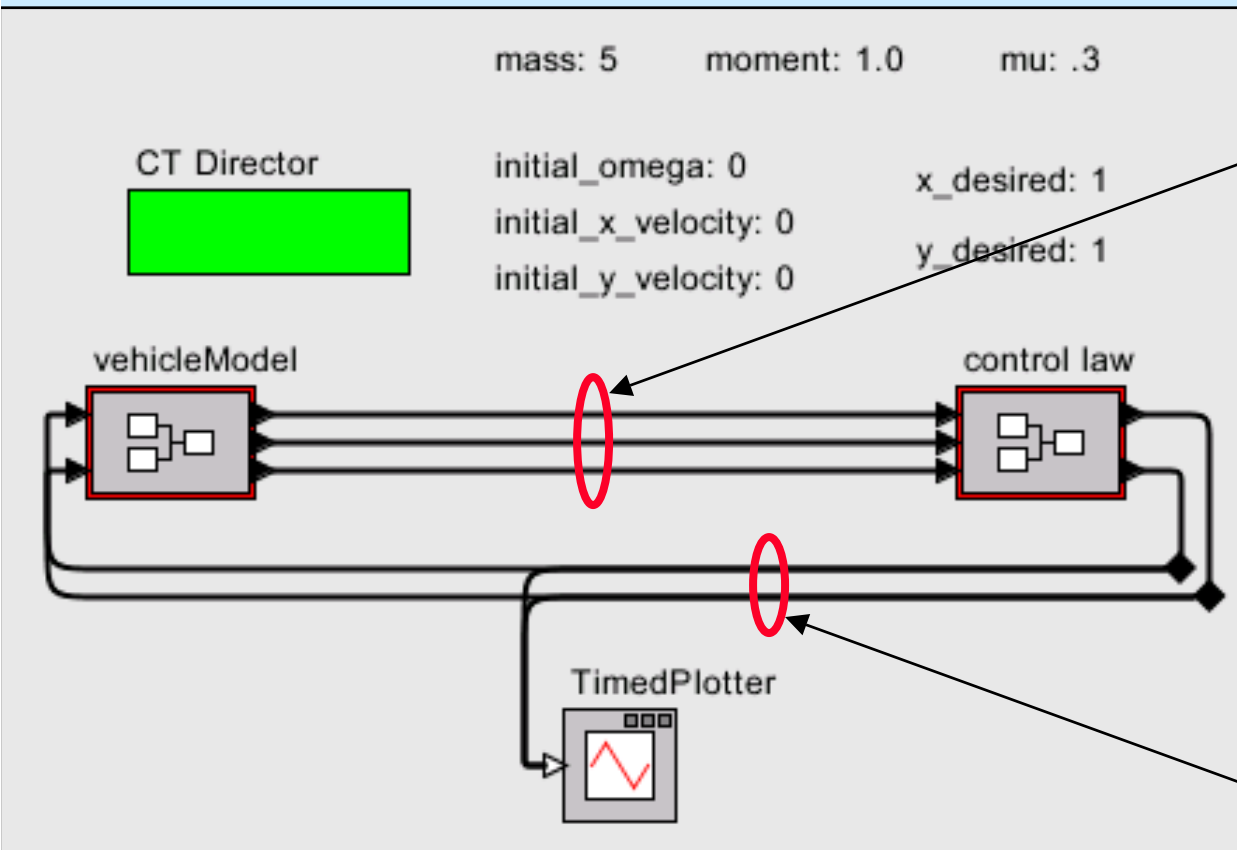 mass: 5 moment: 1.0 mu: .3
CT Director
initial_omega: 0
x_desired: 1
initial_x_velocity: 0
y_desired: 1
initial_y_velocity: 0
vehicleModel
control law
TimedPlotter